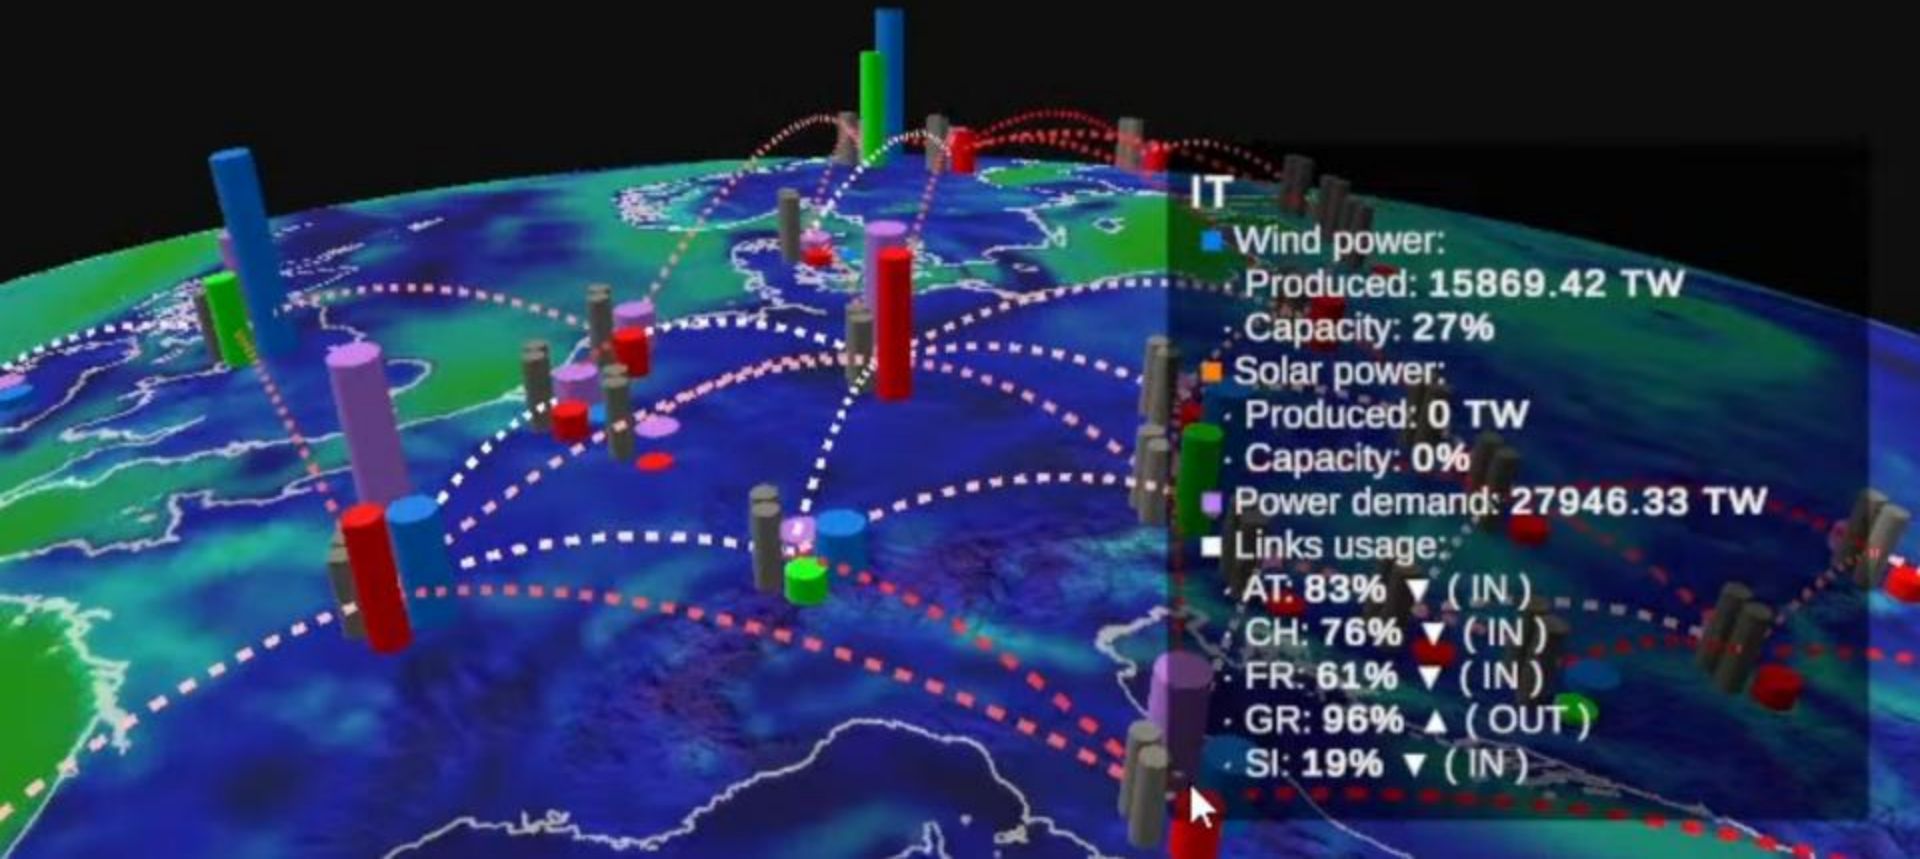 IT
Wind power:
· Produced: 15869.42 TW
· Capacity: 27%
Solar power:
· Produced: 0 TW
· Capacity: 0%
Power demand: 27946.33 TW
Links usage:
· AT: 83% ▼ ( IN )
· CH: 76% ▼ ( IN )
· FR: 61% ▼ ( IN )
· GR: 96% ▲ ( OUT )
· SI: 19% ▼ ( IN )